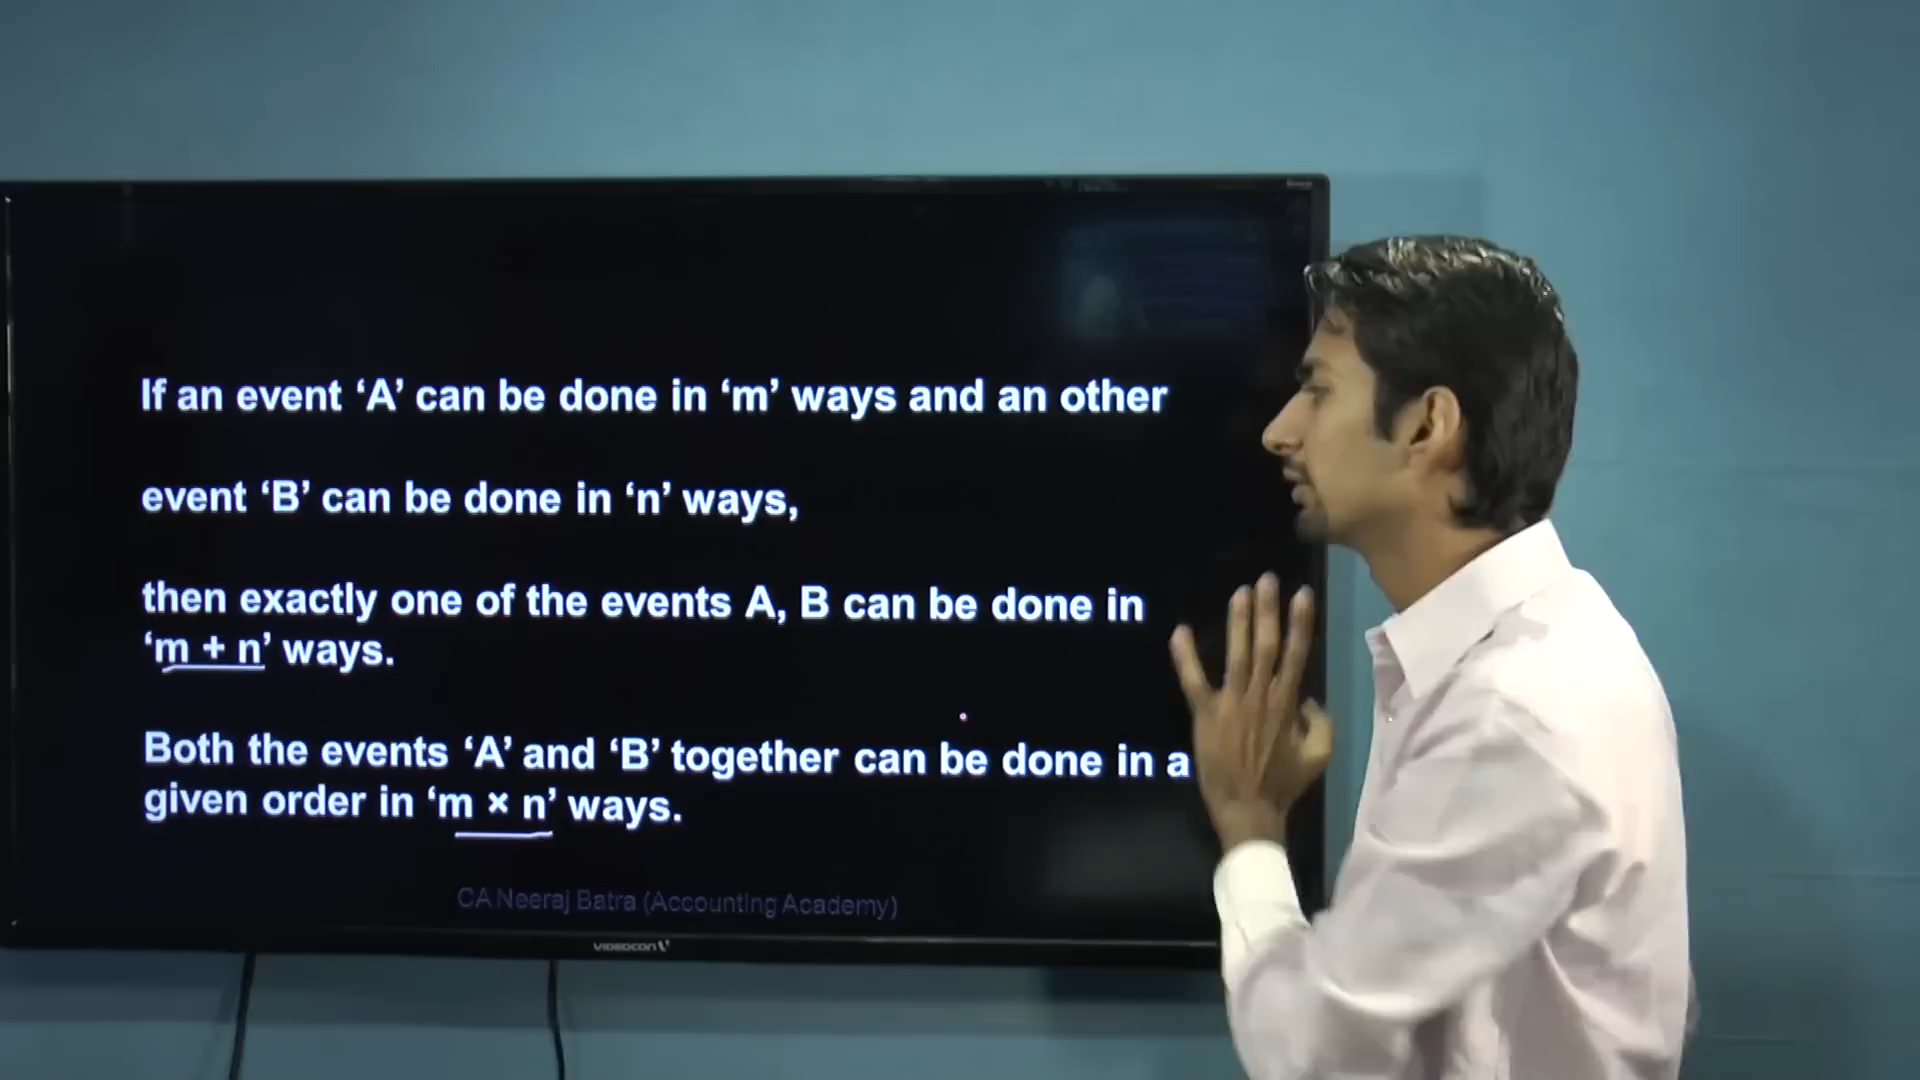 If an event ‘A’ can be done in ‘m’ ways and an other
event ‘B’ can be done in ‘n’ ways,
then exactly one of the events A, B can be done in
‘m + n’ ways.
Both the events ‘A’ and ‘B’ together can be done in a
given order in ‘m × n’ ways.
CA Neeraj Batra (Accounting Academy)
VIDEOCON